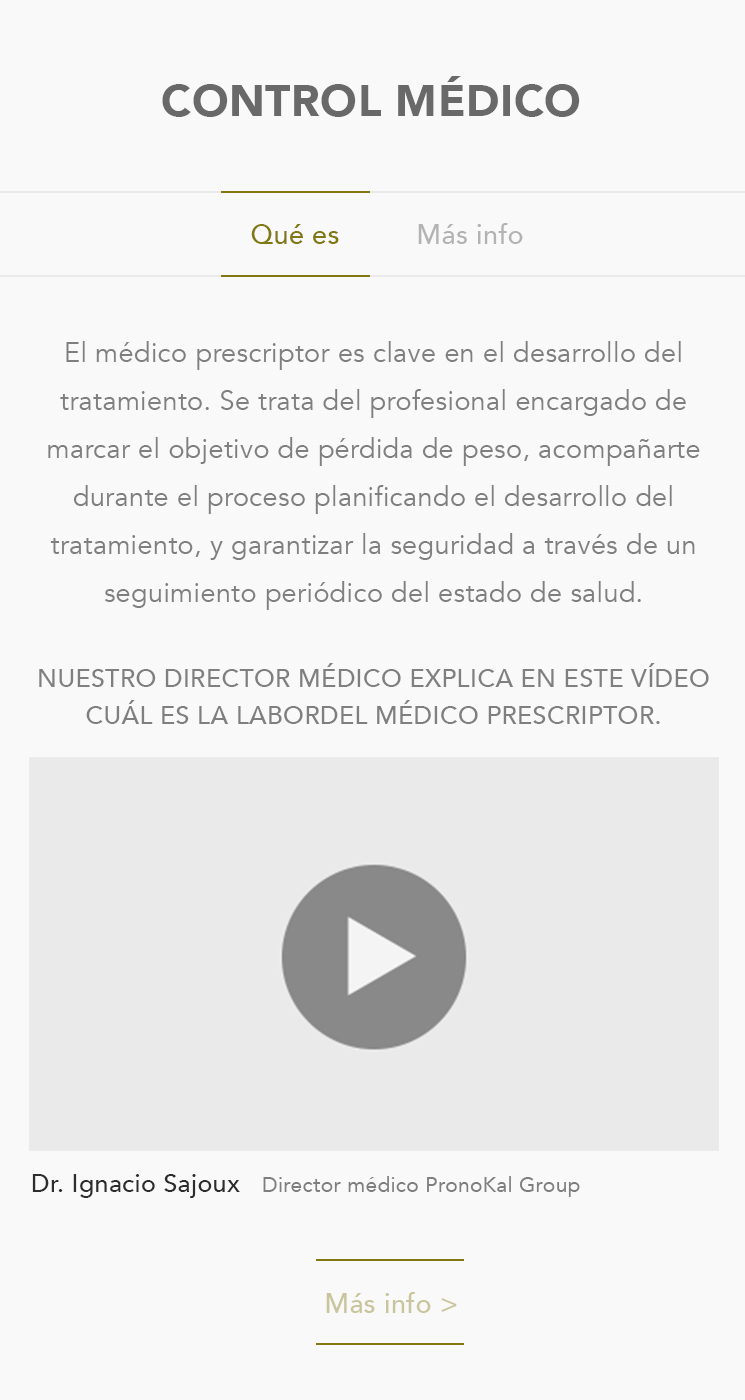 CONTROL MÉDICO
Qué es
Más info
El médico prescriptor es clave en el desarrollo del
tratamiento. Se trata del profesional encargado de
marcar el objetivo de pérdida de peso, acompañarte
durante el proceso planificando el desarrollo del
tratamiento, y garantizar la seguridad a través de un
seguimiento periódico del estado de salud.
NUESTRO DIRECTOR MÉDICO EXPLICA EN ESTE VÍDEO
CUÁL ES LA LABORDEL MÉDICO PRESCRIPTOR.
Dr. Ignacio Sajoux Director médico PronoKal Group
Más info >